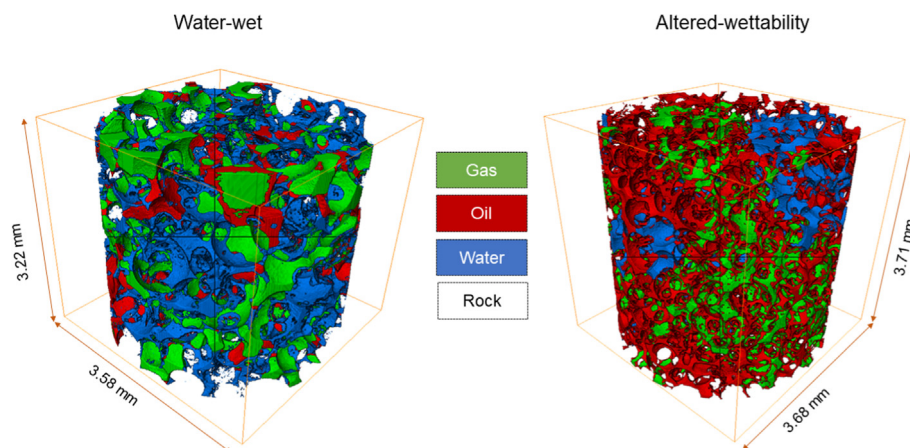 Water-wet
Altered-wettability
Gas
Oil
Water
Rock
3.22 mm
3.58 mm
3.71 mm
3.68 mm